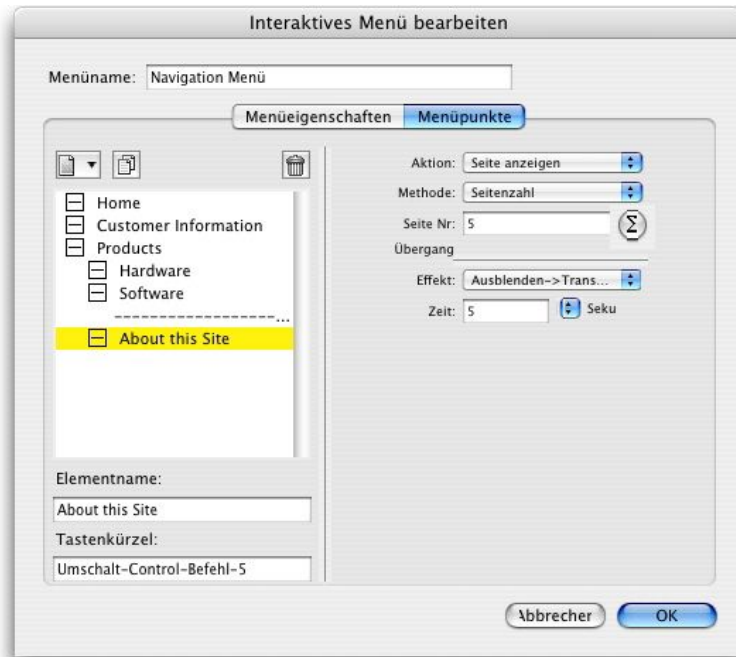 Interaktives Menü bearbeiten
Menüname: Navigation Menü
Menüeigenschaften Menüpunkte
Home
Customer Information
Products
Hardware
Software
-------------------...
About this Site
Elementname:
About this Site
Tastenkürzel:
Umschalt-Control-Befehl-5
Aktion: Seite anzeigen
Methode: Seitenzahl
Seite Nr: 5
Übergang
Effekt: Ausblenden->Trans...
Zeit: 5 Seku
Abbrecher OK